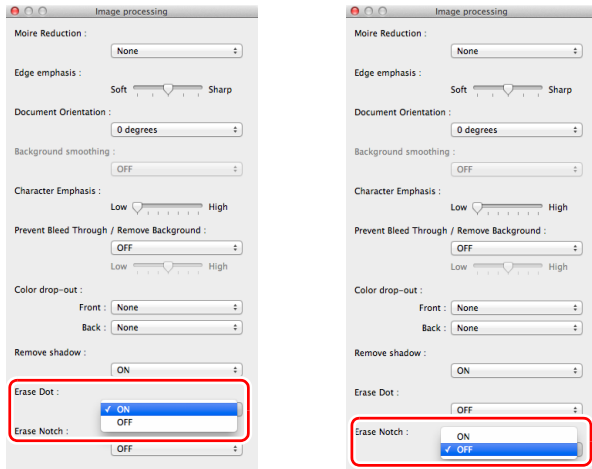 Image processing
Moire Reduction :
None
Edge emphasis :
Soft Sharp
Document Orientation :
0 degrees
Background smoothing :
OFF
Character Emphasis :
Low High
Prevent Bleed Through / Remove Background :
OFF
Low High
Color drop-out :
Front : None
Back : None
Remove shadow :
ON
Erase Dot :
✓ ON
OFF
Erase Notch :
OFF
Image processing
Moire Reduction :
None
Edge emphasis :
Soft Sharp
Document Orientation :
0 degrees
Background smoothing :
OFF
Character Emphasis :
Low High
Prevent Bleed Through / Remove Background :
OFF
Low High
Color drop-out :
Front : None
Back : None
Remove shadow :
ON
Erase Dot :
OFF
Erase Notch :
ON
✓ OFF